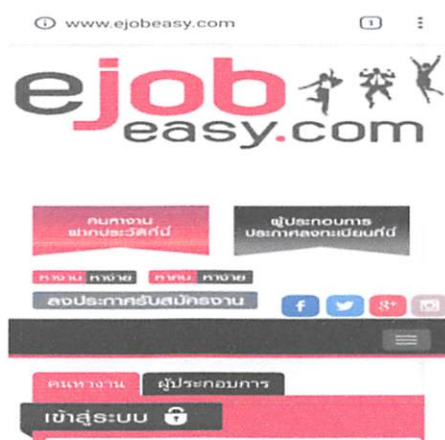 www.ejobeasy.com
1
ejob
easy.com
คนหางาน
ฝากประวัติที่นี่
ผู้ประกอบการ
ประกาศลงทะเบียนที่นี่
หางาน หาง่าย หาคน หาง่าย
ลงประกาศรับสมัครงาน
f 8+
คนหางาน ผู้ประกอบการ
เข้าสู่ระบบ